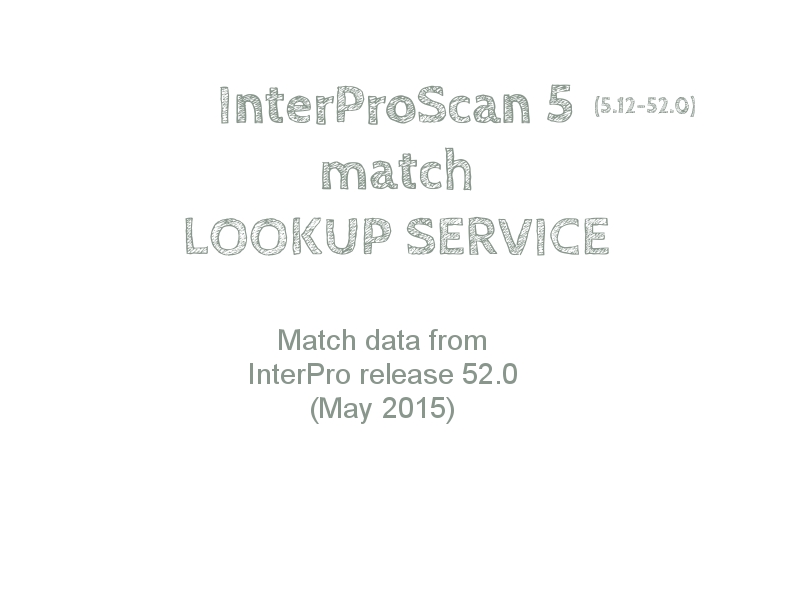 InterProScan 5 (5.12-52.0)
match
LOOKUP SERVICE
Match data from
InterPro release 52.0
(May 2015)